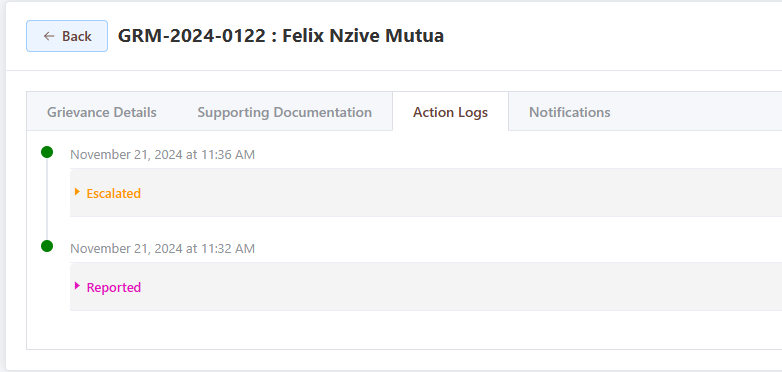 Back
GRM-2024-0122 : Felix Nzive Mutua
Grievance Details Supporting Documentation Action Logs Notifications
November 21, 2024 at 11:36 AM
Escalated
November 21, 2024 at 11:32 AM
Reported